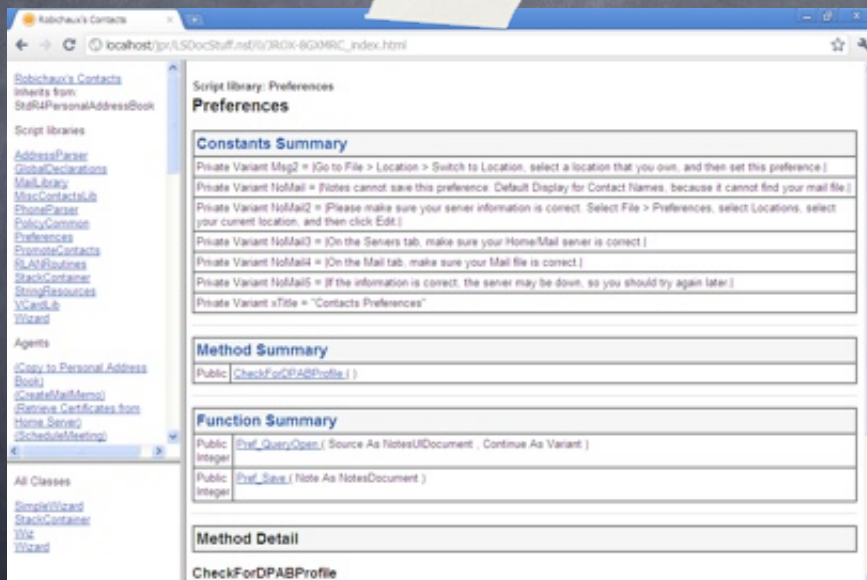 Robichaux's Contacts
localhost/jpr/LSDocStuff.nsf/0/JROX-8GXMRC_index.html
Robichaux's Contacts
Inherits from:
StdR4PersonalAddressBook
Script libraries
AddressParser
GlobalDeclarations
MailLibrary
MiscContactsLib
PhoneParser
PolicyCommon
Preferences
PromoteContacts
RLANRoutines
StackContainer
StringResources
VCardLib
Wizard
Agents
(Copy to Personal Address
Book)
(CreateMailMemo)
(Retrieve Certificates from
Home Server)
(ScheduleMeeting)
All Classes
SimpleWizard
StackContainer
Wiz
Wizard
Script library: Preferences
Preferences
Constants Summary
Private Variant Msg2 = |Go to File > Location > Switch to Location, select a location that you own, and then set this preference.|
Private Variant NoMail = |Notes cannot save this preference: Default Display for Contact Names, because it cannot find your mail file.|
Private Variant NoMail2 = |Please make sure your server information is correct. Select File > Preferences, select Locations, select
your current location, and then click Edit.|
Private Variant NoMail3 = |On the Servers tab, make sure your Home/Mail server is correct.|
Private Variant NoMail4 = |On the Mail tab, make sure your Mail file is correct.|
Private Variant NoMail5 = |If the information is correct, the server may be down, so you should try again later.|
Private Variant xTitle = "Contacts Preferences"
Method Summary
Public CheckForDPABProfile ( )
Function Summary
Public Integer Pref_QueryOpen ( Source As NotesUIDocument , Continue As Variant )
Public Integer Pref_Save ( Note As NotesDocument )
Method Detail
CheckForDPABProfile